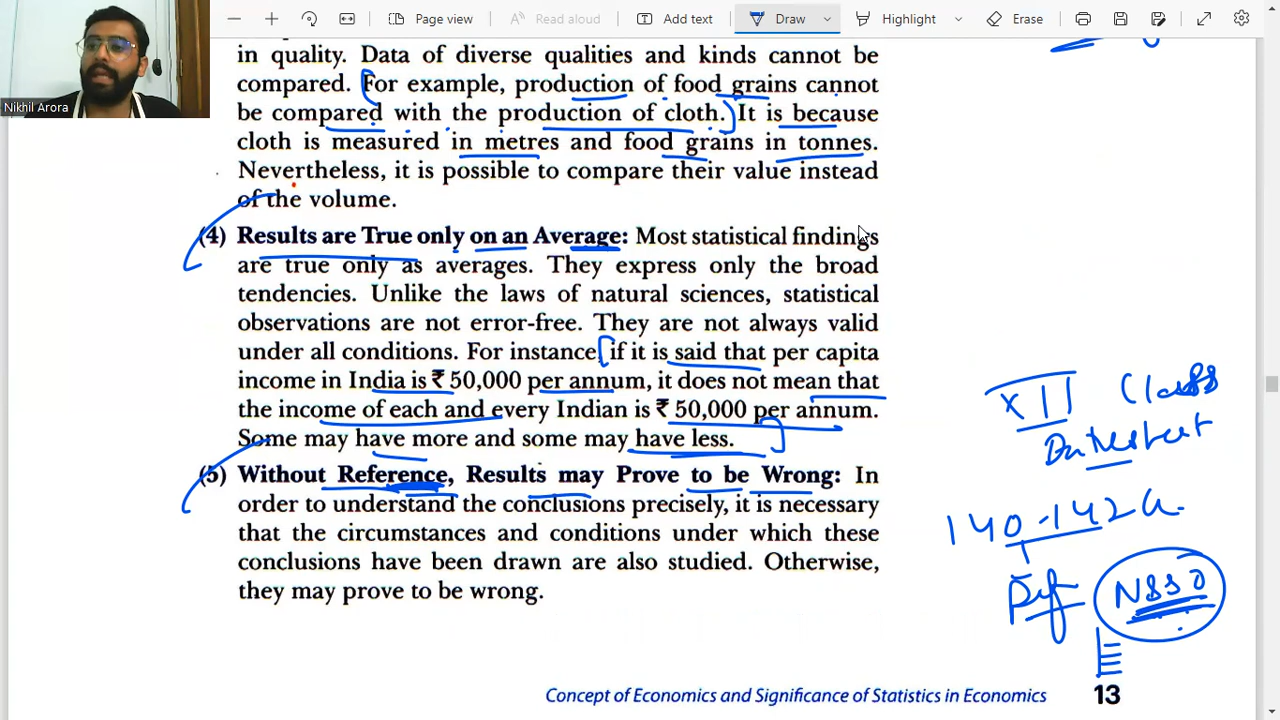 Page view
Read aloud
Add text
Draw
Highlight
Erase
Nikhil Arora
in quality. Data of diverse qualities and kinds cannot be
compared. For example, production of food grains cannot
be compared with the production of cloth. It is because
cloth is measured in metres and food grains in tonnes.
Nevertheless, it is possible to compare their value instead
of the volume.
(4) Results are True only on an Average: Most statistical findings
are true only as averages. They express only the broad
tendencies. Unlike the laws of natural sciences, statistical
observations are not error-free. They are not always valid
under all conditions. For instance, if it is said that per capita
income in India is ₹ 50,000 per annum, it does not mean that
the income of each and every Indian is ₹ 50,000 per annum.
Some may have more and some may have less.
(5) Without Reference, Results may Prove to be Wrong: In
order to understand the conclusions precisely, it is necessary
that the circumstances and conditions under which these
conclusions have been drawn are also studied. Otherwise,
they may prove to be wrong.
XII Class
140-142
NSSO
Concept of Economics and Significance of Statistics in Economics 13